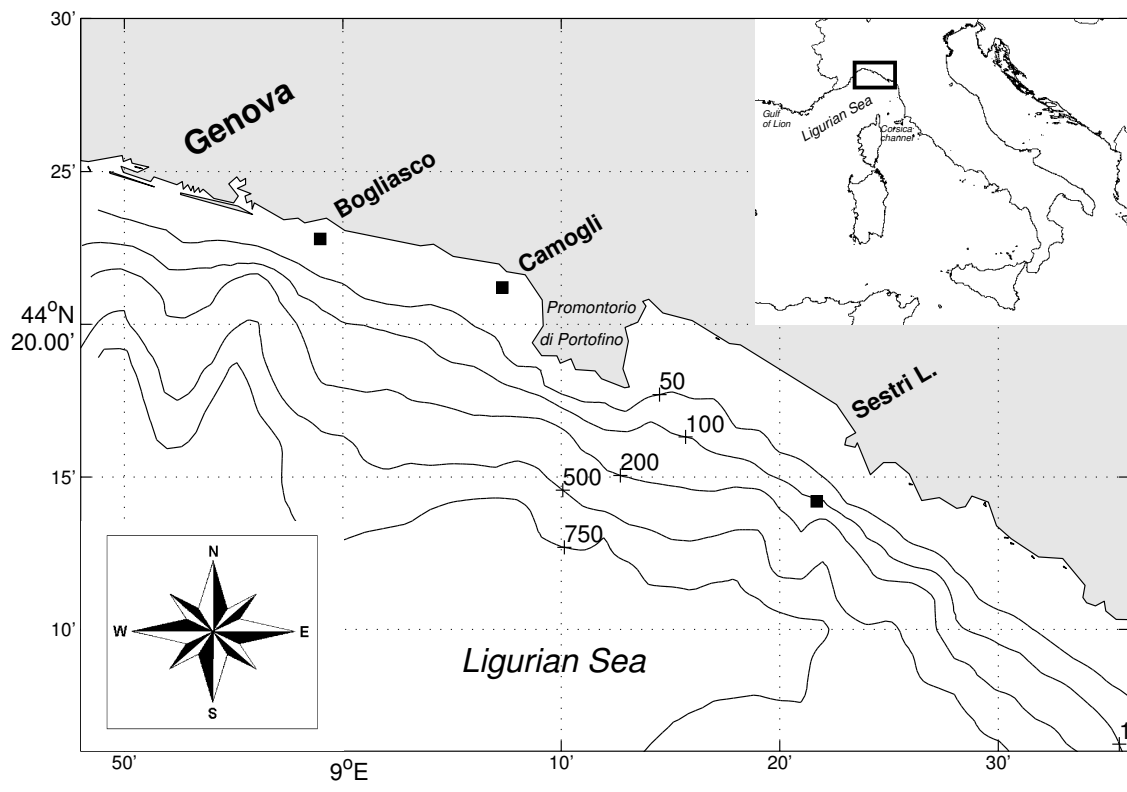 30’
25’
44°N
20.00’
15’
10’
50’
9°E
10’
20’
30’
Genova
Bogliasco
Camogli
Promontorio
di Portofino
Sestri L.
50
100
200
500
750
1
Ligurian Sea
N
W
E
S
Gulf
of Lion
Ligurian Sea
Corsica
channel